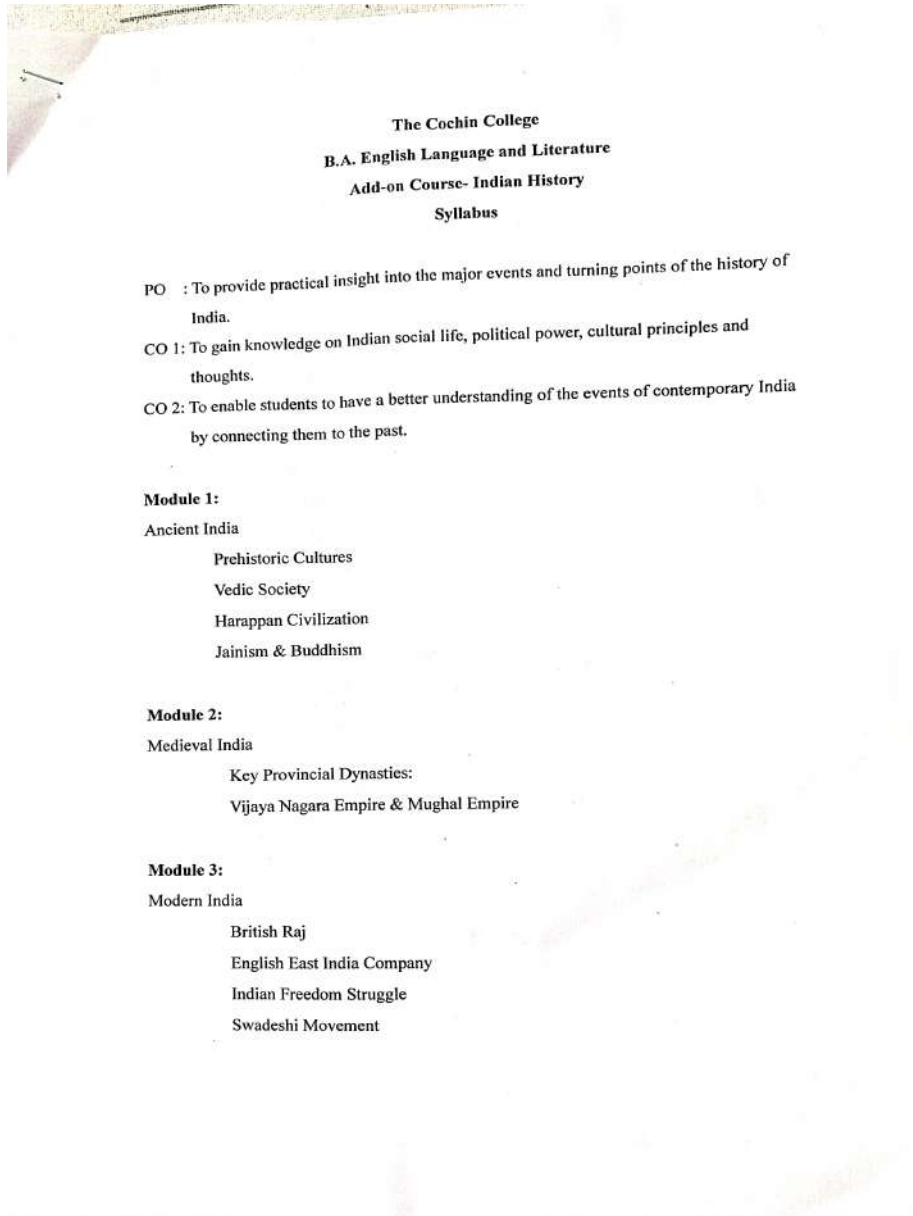 The Cochin College
B.A. English Language and Literature
Add-on Course- Indian History
Syllabus
PO : To provide practical insight into the major events and turning points of the history of
India.
CO 1: To gain knowledge on Indian social life, political power, cultural principles and
thoughts.
CO 2: To enable students to have a better understanding of the events of contemporary India
by connecting them to the past.
Module 1:
Ancient India
Prehistoric Cultures
Vedic Society
Harappan Civilization
Jainism & Buddhism
Module 2:
Medieval India
Key Provincial Dynasties:
Vijaya Nagara Empire & Mughal Empire
Module 3:
Modern India
British Raj
English East India Company
Indian Freedom Struggle
Swadeshi Movement